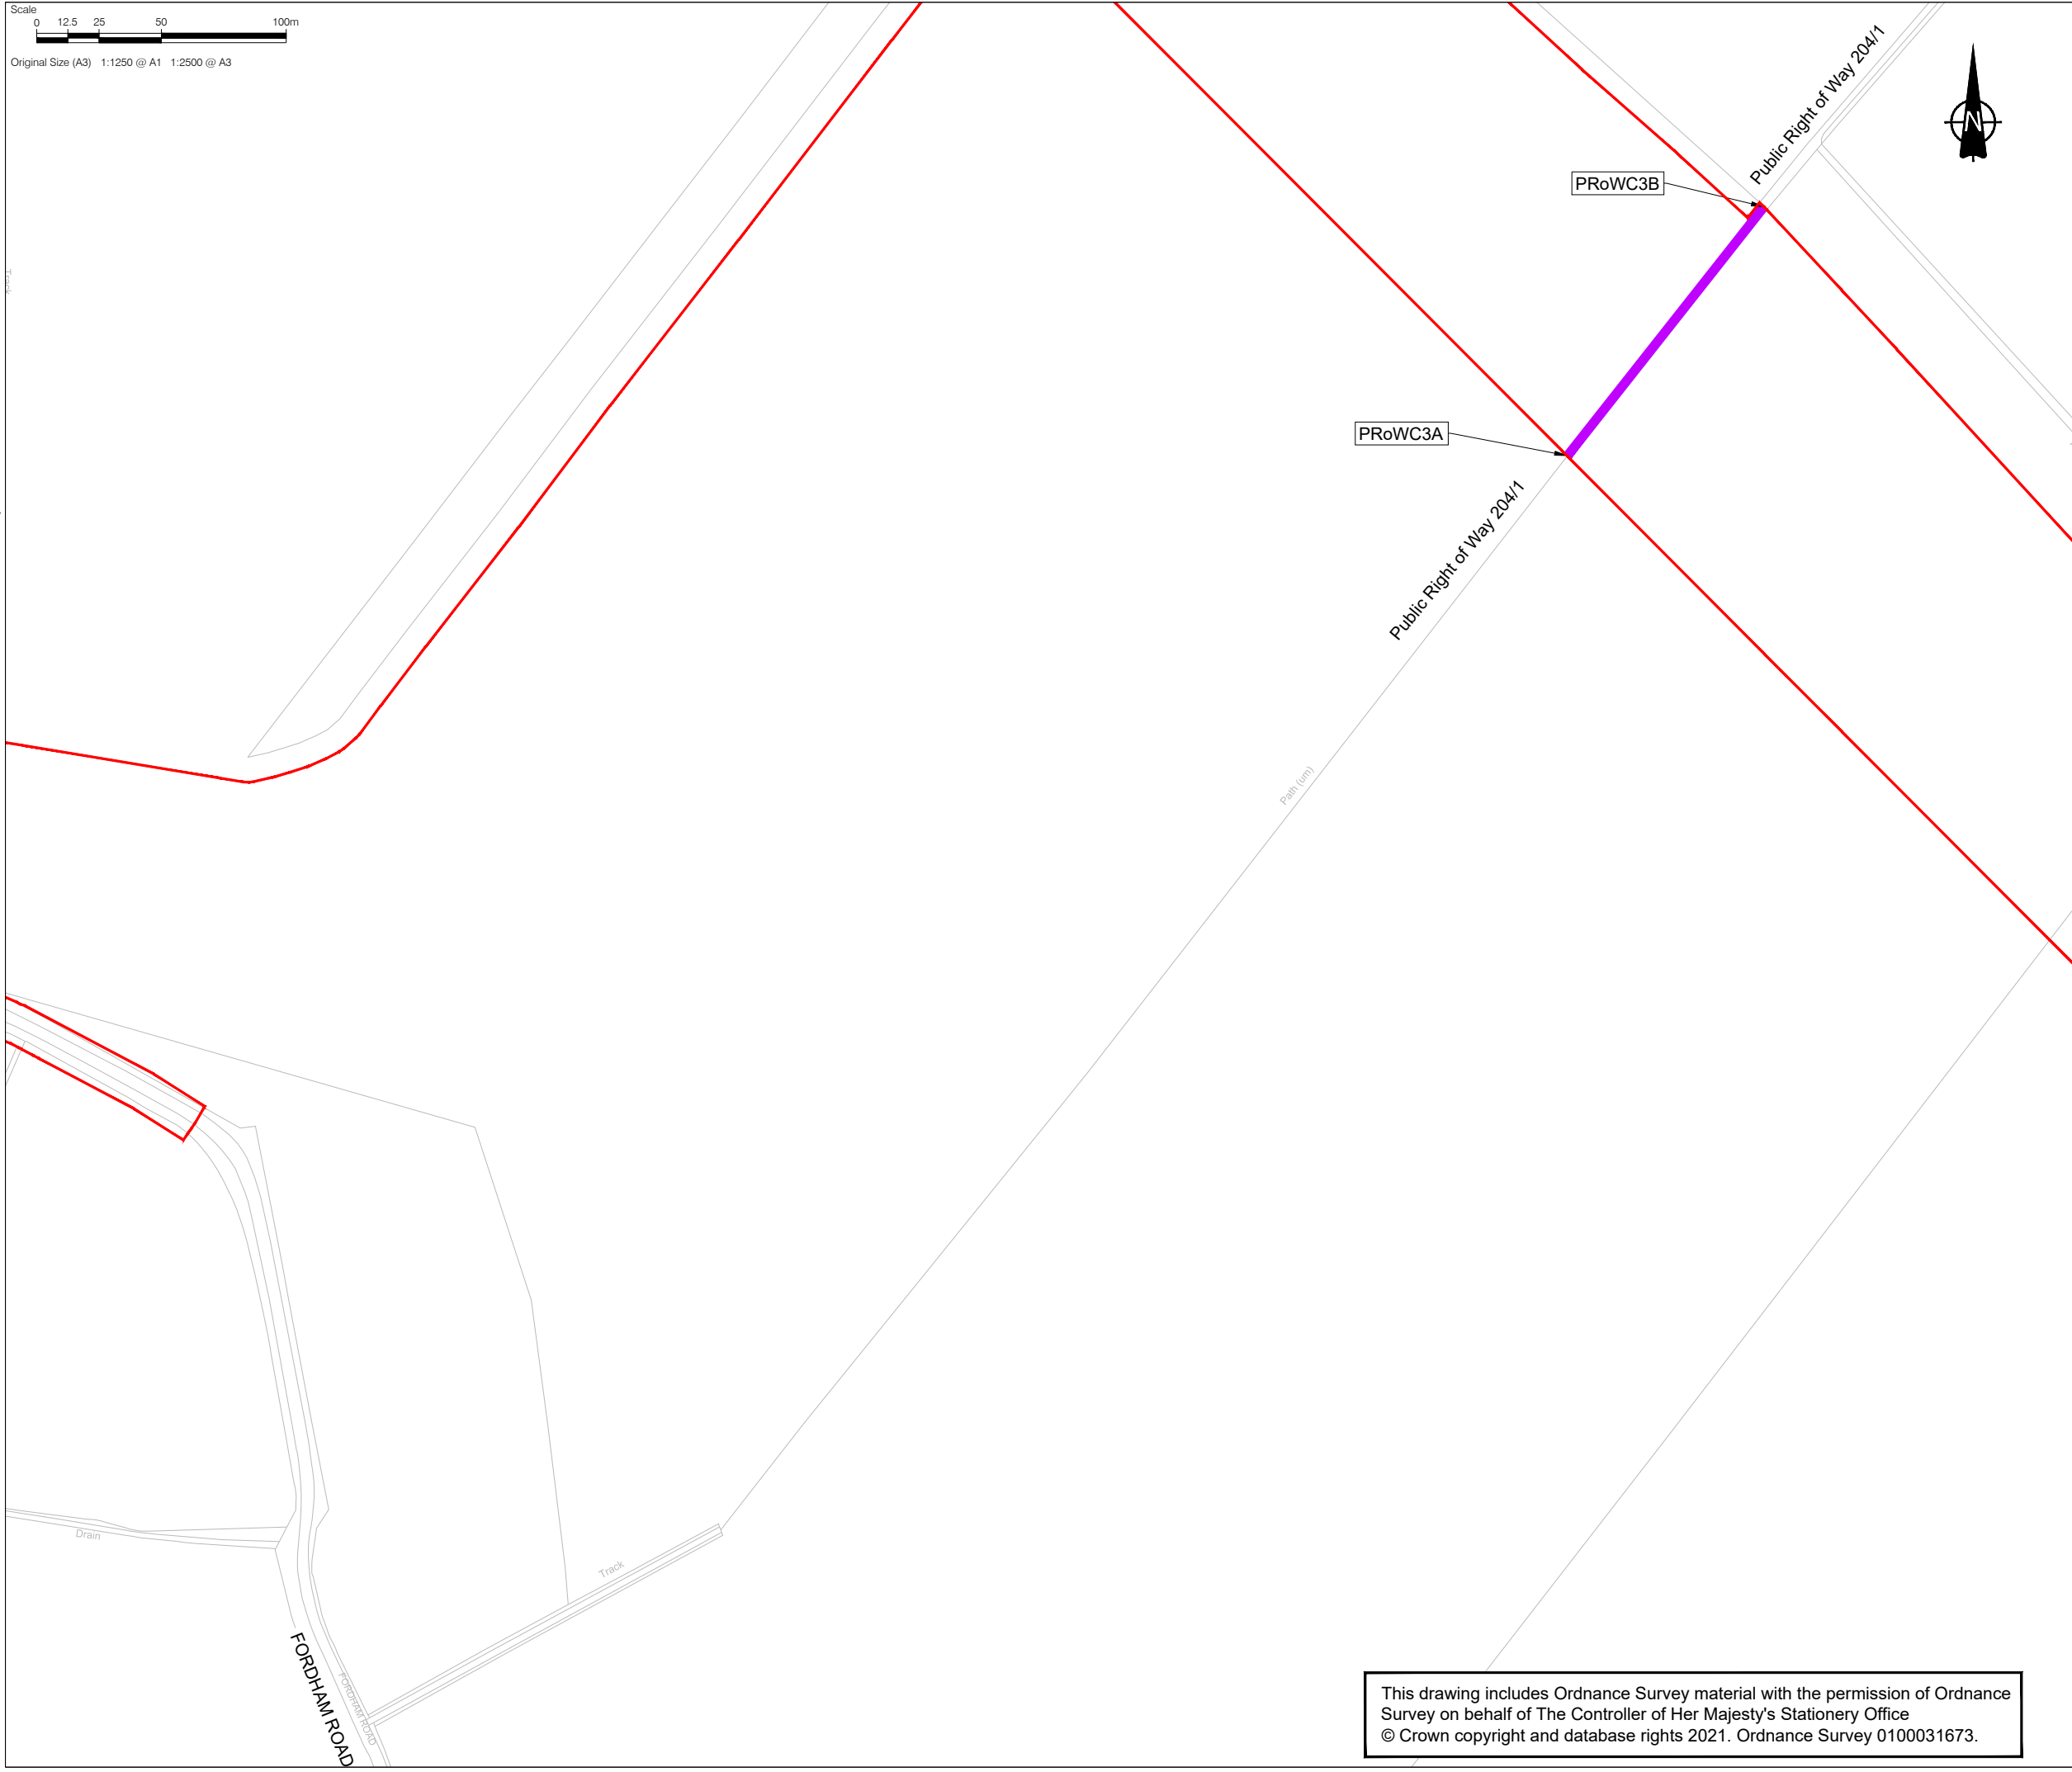 Scale
0 12.5 25 50 100m
Original Size (A3) 1:1250 @ A1 1:2500 @ A3
Public Right of Way 204/1
N
PRoWC3B
Track
PRoWC3A
Public Right of Way 204/1
Path (um)
Drain
Track
FORDHAM ROAD
FORDHAM ROAD
This drawing includes Ordnance Survey material with the permission of Ordnance
Survey on behalf of The Controller of Her Majesty's Stationery Office
© Crown copyright and database rights 2021. Ordnance Survey 0100031673.